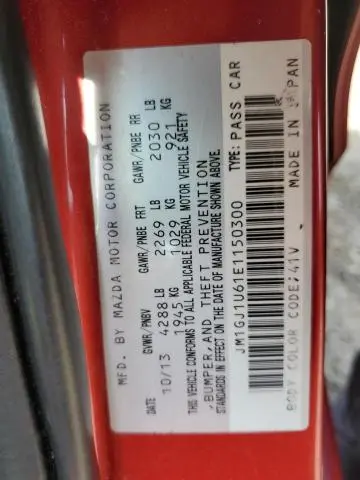 MFD. BY MAZDA MOTOR CORPORATION
GVWR/PNBV GAWR/PNBE FRT GAWR/PNBE RR
DATE
10/13 4288 LB 2269 LB 2030 LB
1945 KG 1029 KG 921 KG
THIS VEHICLE CONFORMS TO ALL APPLICABLE FEDERAL MOTOR VEHICLE SAFETY
, BUMPER, AND THEFT PREVENTION
STANDARDS IN EFFECT ON THE DATE OF MANUFACTURE SHOWN ABOVE.
JM1GJ1U61E1150300 TYPE: PASS CAR
BODY COLOR CODE: 41V MADE IN JAPAN